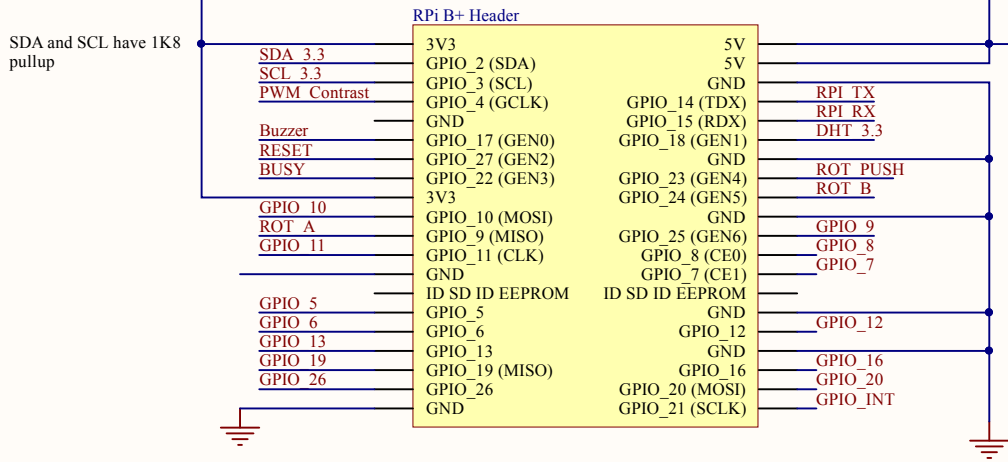 RPi B+ Header
SDA and SCL have 1K8
pullup
3V3 5V
SDA_3.3 GPIO_2 (SDA) 5V
SCL_3.3 GPIO_3 (SCL) GND
PWM_Contrast GPIO_4 (GCLK) GPIO_14 (TDX) RPI_TX
GND GPIO_15 (RDX) RPI_RX
Buzzer GPIO_17 (GEN0) GPIO_18 (GEN1) DHT_3.3
RESET GPIO_27 (GEN2) GND
BUSY GPIO_22 (GEN3) GPIO_23 (GEN4) ROT_PUSH
3V3 GPIO_24 (GEN5) ROT_B
GPIO_10 GPIO_10 (MOSI) GND
ROT_A GPIO_9 (MISO) GPIO_25 (GEN6) GPIO_9
GPIO_11 GPIO_11 (CLK) GPIO_8 (CE0) GPIO_8
GND GPIO_7 (CE1) GPIO_7
ID SD ID EEPROM ID SD ID EEPROM
GPIO_5 GPIO_5 GND
GPIO_6 GPIO_6 GPIO_12 GPIO_12
GPIO_13 GPIO_13 GND
GPIO_19 GPIO_19 (MISO) GPIO_16 GPIO_16
GPIO_26 GPIO_26 GPIO_20 (MOSI) GPIO_20
GND GPIO_21 (SCLK) GPIO_INT